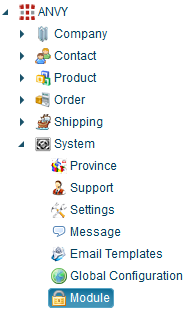 ANVY
Company
Contact
Product
Order
Shipping
System
Province
Support
Settings
Message
Email Templates
Global Configuration
Module